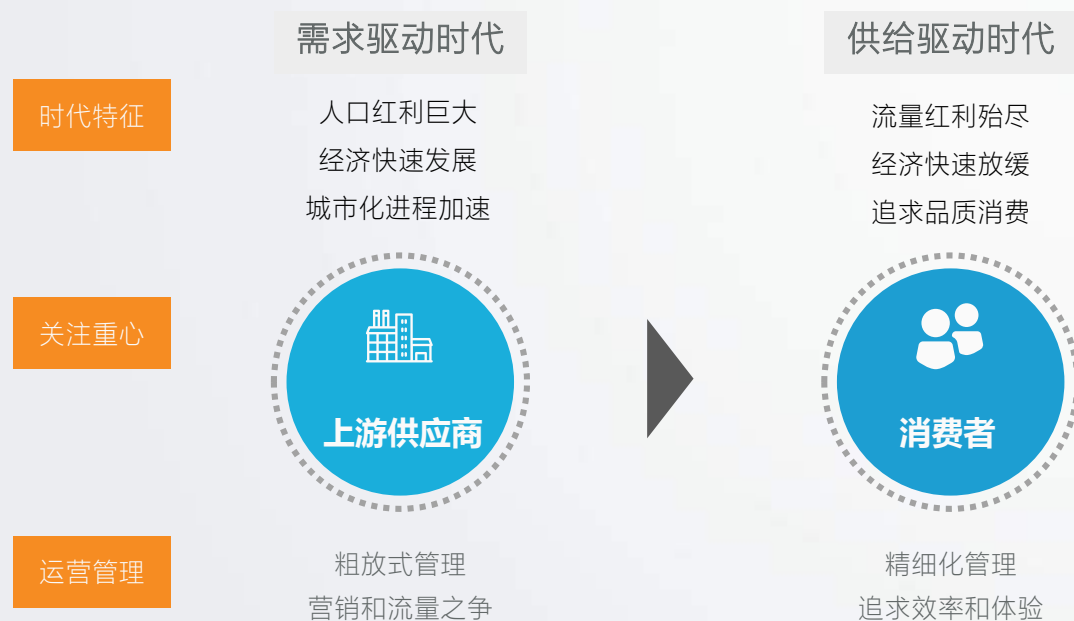 需求驱动时代
供给驱动时代
时代特征
人口红利巨大
经济快速发展
城市化进程加速
流量红利殆尽
经济快速放缓
追求品质消费
关注重心
上游供应商
消费者
运营管理
粗放式管理
营销和流量之争
精细化管理
追求效率和体验